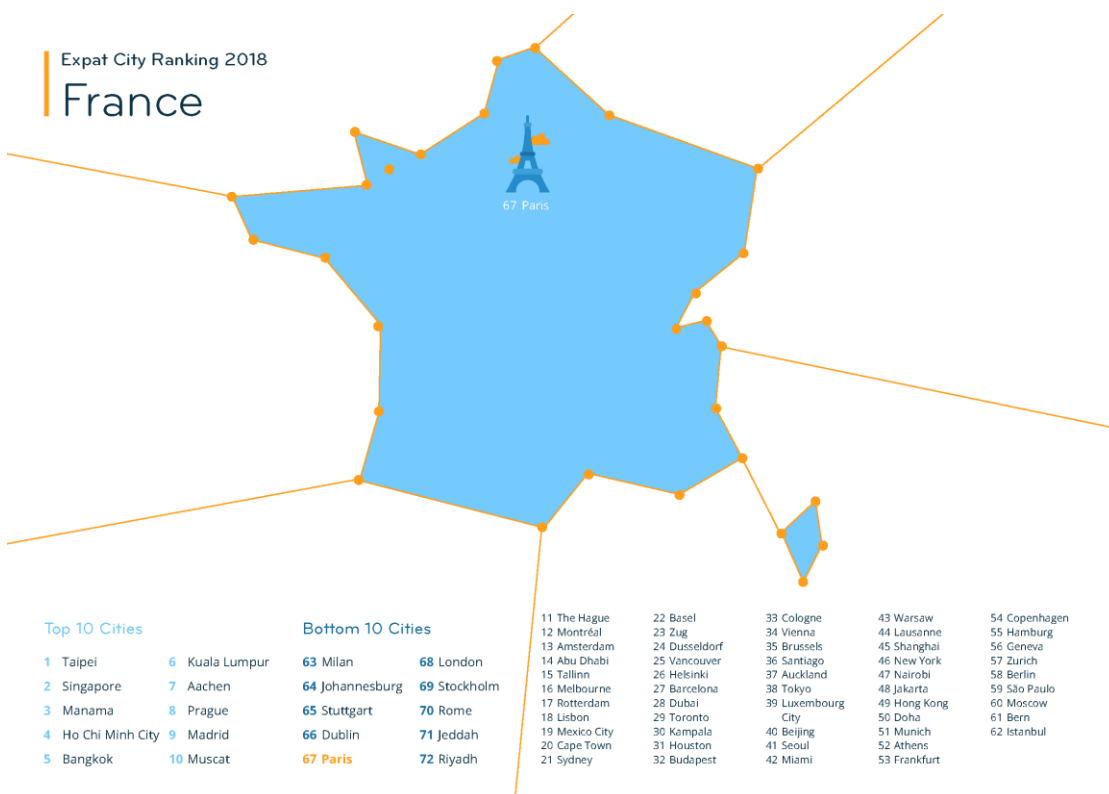 Expat City Ranking 2018
France
67 Paris
Top 10 Cities
1 Taipei
2 Singapore
3 Manama
4 Ho Chi Minh City
5 Bangkok
6 Kuala Lumpur
7 Aachen
8 Prague
9 Madrid
10 Muscat
Bottom 10 Cities
63 Milan
64 Johannesburg
65 Stuttgart
66 Dublin
67 Paris
68 London
69 Stockholm
70 Rome
71 Jeddah
72 Riyadh
11 The Hague
12 Montréal
13 Amsterdam
14 Abu Dhabi
15 Tallinn
16 Melbourne
17 Rotterdam
18 Lisbon
19 Mexico City
20 Cape Town
21 Sydney
22 Basel
23 Zug
24 Dusseldorf
25 Vancouver
26 Helsinki
27 Barcelona
28 Dubai
29 Toronto
30 Kampala
31 Houston
32 Budapest
33 Cologne
34 Vienna
35 Brussels
36 Santiago
37 Auckland
38 Tokyo
39 Luxembourg
City
40 Beijing
41 Seoul
42 Miami
43 Warsaw
44 Lausanne
45 Shanghai
46 New York
47 Nairobi
48 Jakarta
49 Hong Kong
50 Doha
51 Munich
52 Athens
53 Frankfurt
54 Copenhagen
55 Hamburg
56 Geneva
57 Zurich
58 Berlin
59 São Paulo
60 Moscow
61 Bern
62 Istanbul